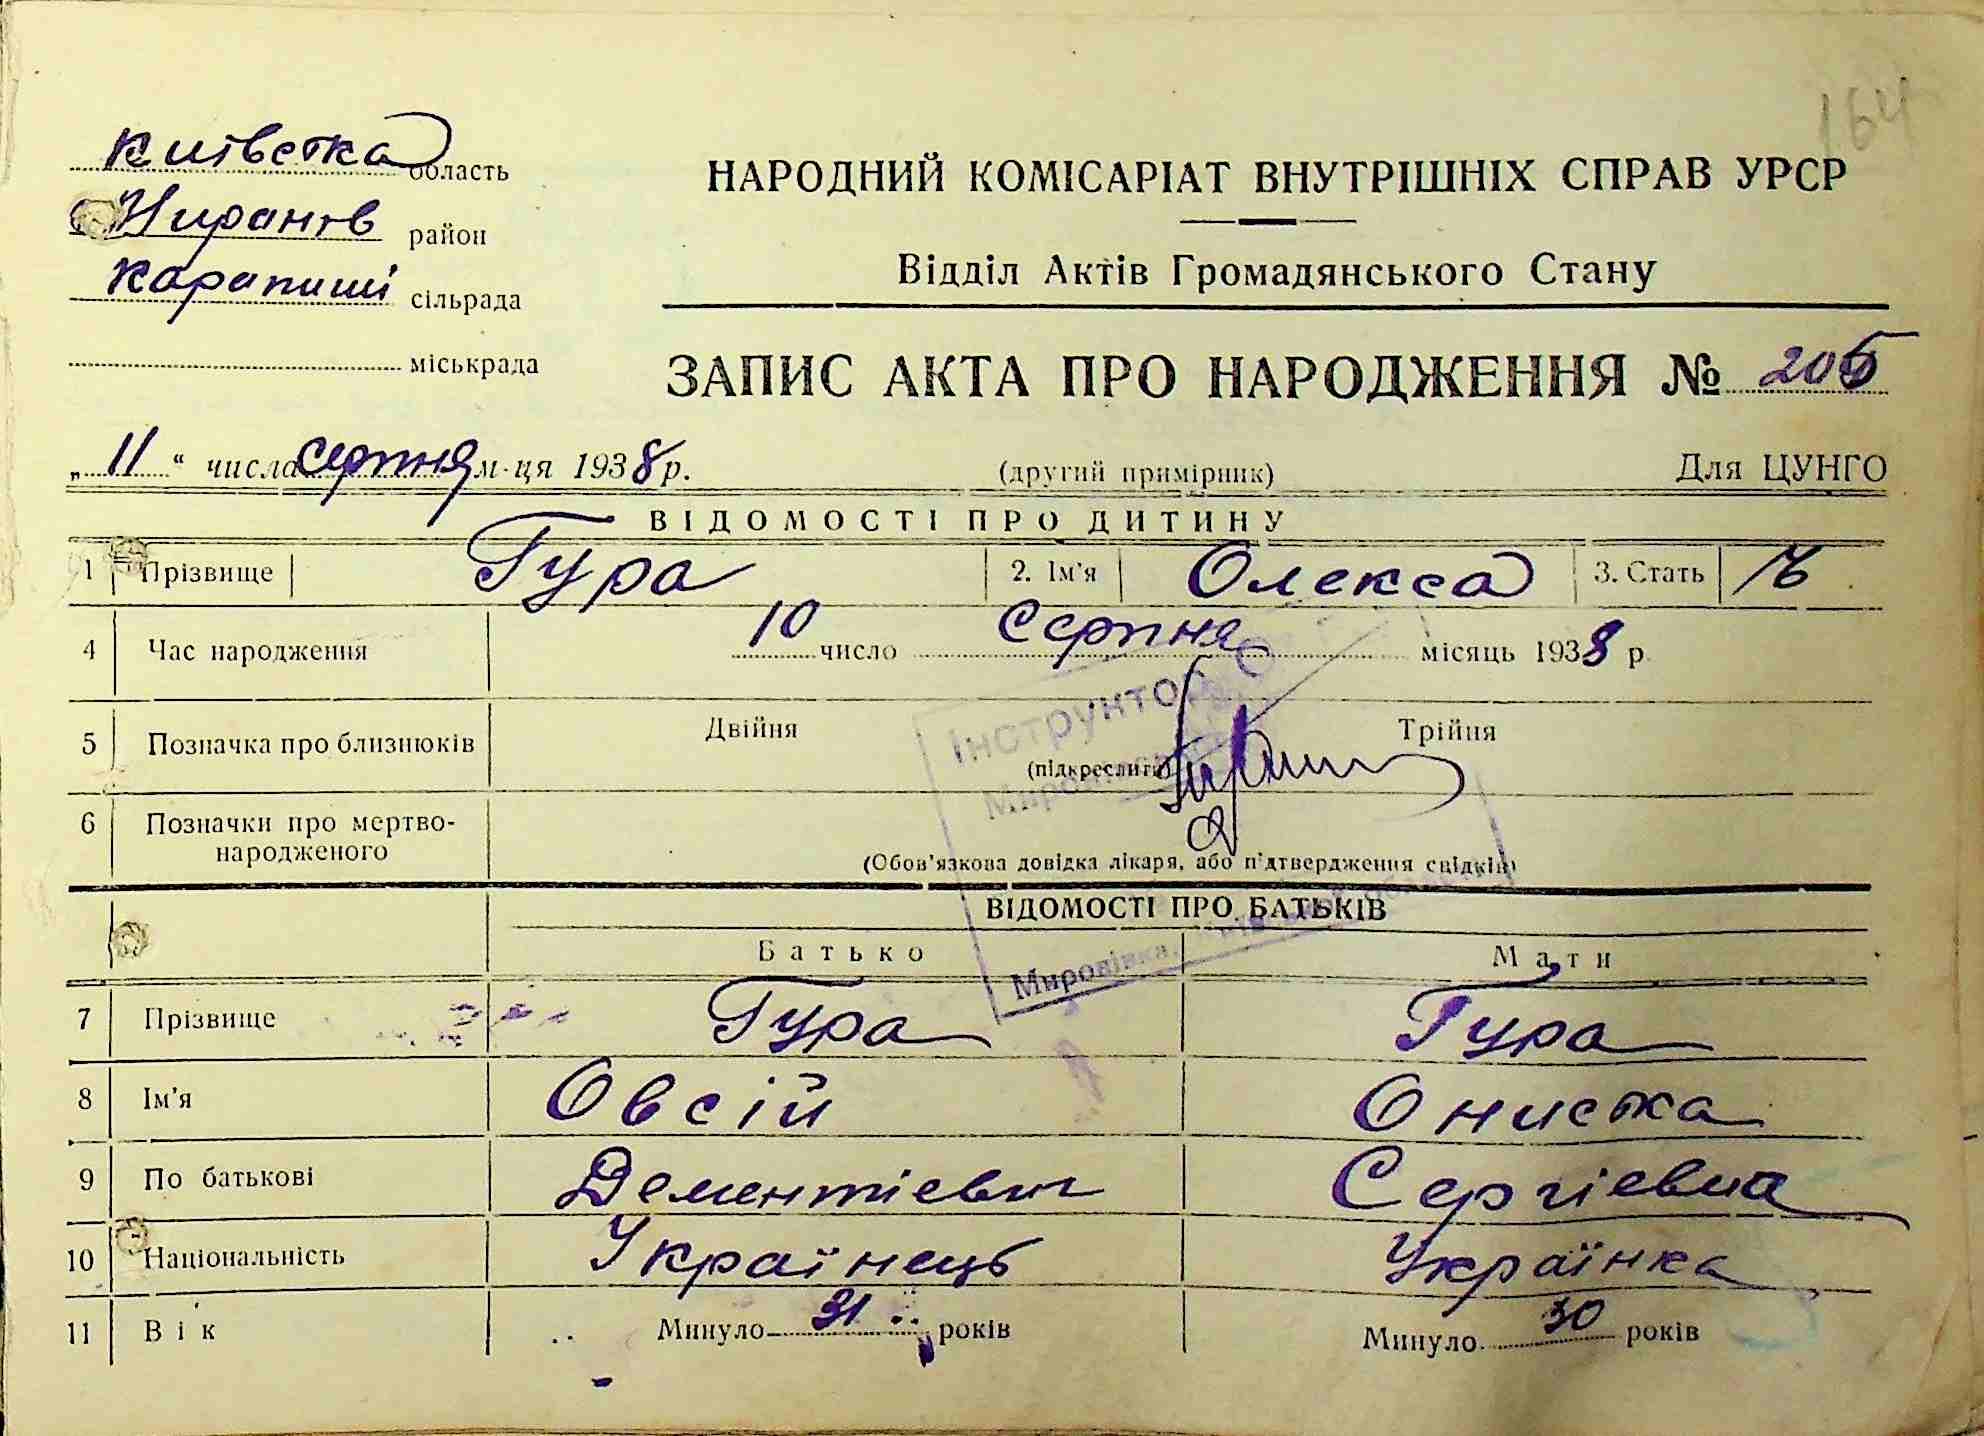 164
Київська область
Миронів район
Карапиші сільрада
міськрада
НАРОДНИЙ КОМІСАРІАТ ВНУТРІШНІХ СПРАВ УРСР
Відділ Актів Громадянського Стану
ЗАПИС АКТА ПРО НАРОДЖЕННЯ № 205
„11“ числа серпня м-ця 1938 р. (другий примірник) Для ЦУНГО
ВІДОМОСТІ ПРО ДИТИНУ
1 Прізвище Гура 2. Ім'я Олекса 3. Стать Ч
4 Час народження 10 число серпня місяць 1938 р.
5 Позначка про близнюків Двійня (підкреслити) Трійня
6 Позначки про мертво-
народженого
(Обов'язкова довідка лікаря, або підтвердження свідків)
Інструктор
Миронівка
ВІДОМОСТІ ПРО БАТЬКІВ
Батько Мати
7 Прізвище Гура Гура
8 Ім'я Овсій Ониська
9 По батькові Дементієвич Сергіевна
10 Національність Українець Українка
11 Вік Минуло 31 років Минуло 30 років